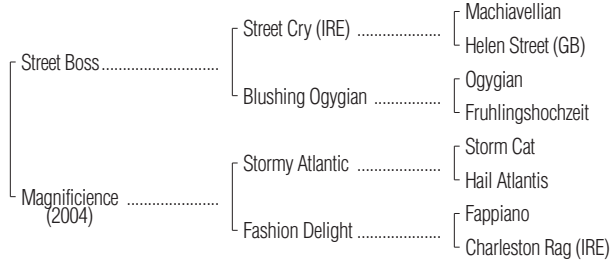 Machiavellian
Street Cry (IRE) ....................
Helen Street (GB)
Street Boss.............................
Ogygian
Blushing Ogygian ................
Fruhlingshochzeit
Storm Cat
Stormy Atlantic ....................
Hail Atlantis
Magnificience .......................
(2004)
Fappiano
Fashion Delight ....................
Charleston Rag (IRE)